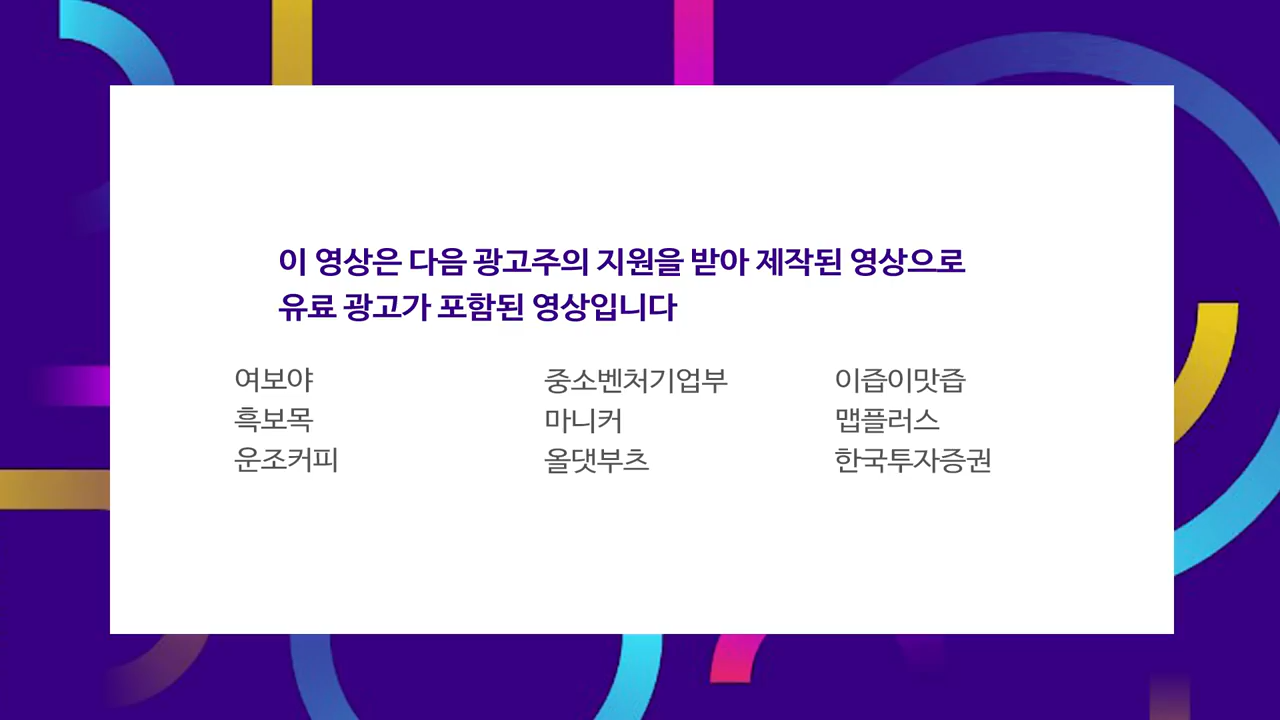 이 영상은 다음 광고주의 지원을 받아 제작된 영상으로
유료 광고가 포함된 영상입니다
여보야
흑보목
운조커피
중소벤처기업부
마니커
올댓부츠
이즙이맛즙
맵플러스
한국투자증권